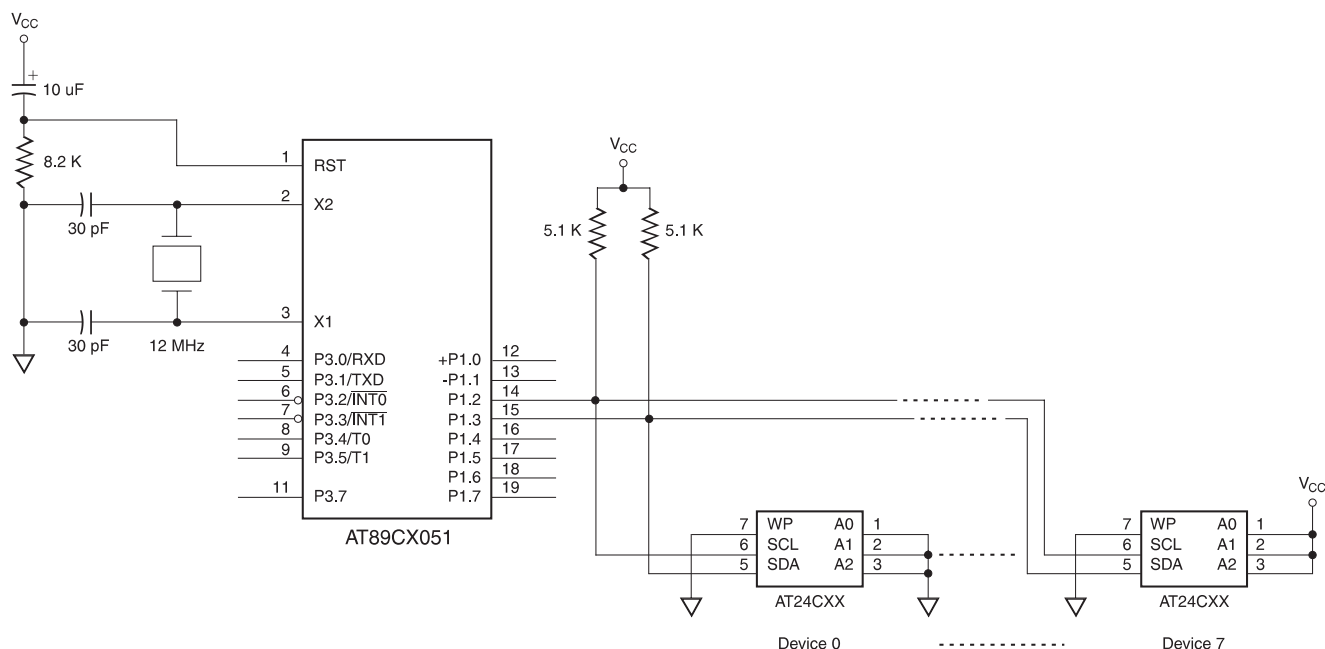 VCC
+
10 uF
8.2 K
30 pF
30 pF
12 MHz
1 RST
2 X2
3 X1
4 P3.0/RXD
5 P3.1/TXD
6 P3.2/INT0
7 P3.3/INT1
8 P3.4/T0
9 P3.5/T1
11 P3.7
+P1.0 12
-P1.1 13
P1.2 14
P1.3 15
P1.4 16
P1.5 17
P1.6 18
P1.7 19
AT89CX051
VCC
5.1 K
5.1 K
7 WP A0 1
6 SCL A1 2
5 SDA A2 3
AT24CXX
Device 0
VCC
7 WP A0 1
6 SCL A1 2
5 SDA A2 3
AT24CXX
Device 7